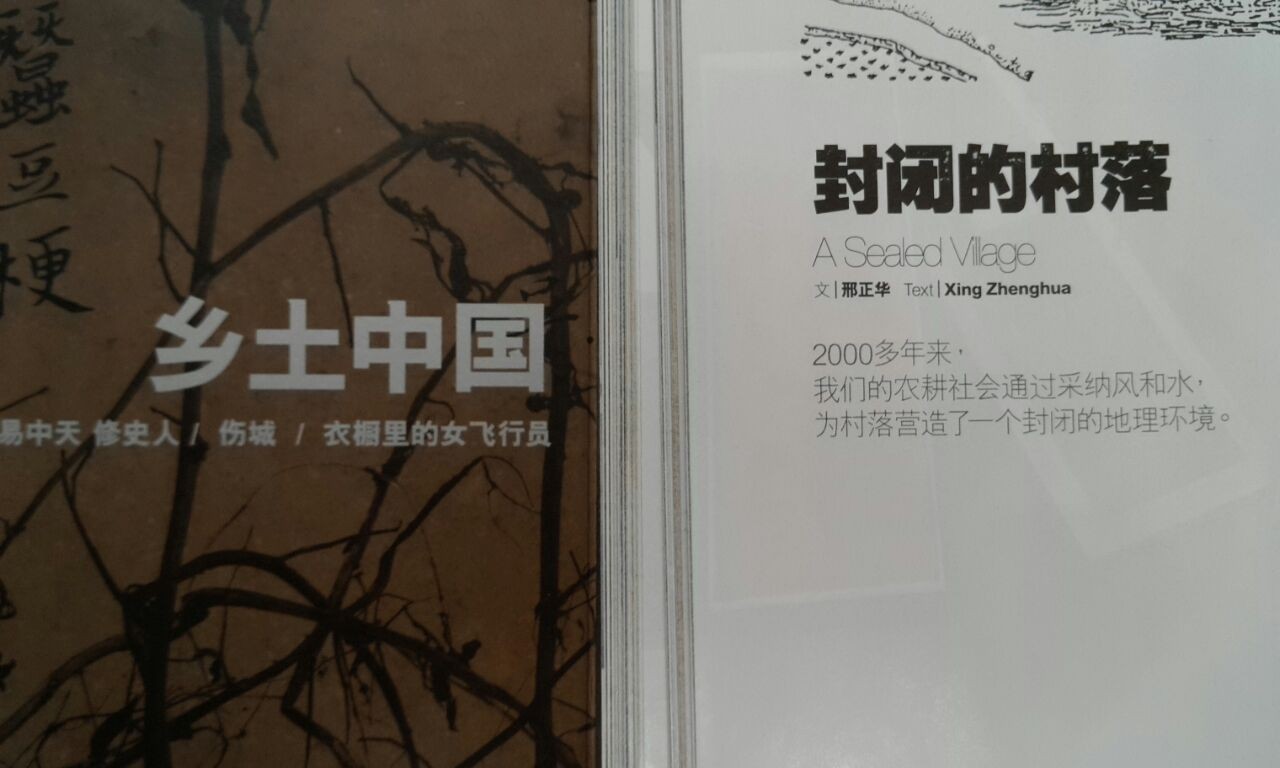 蠶豆梗
乡土中国
易中天 修史人 / 伤城 / 衣橱里的女飞行员
封闭的村落
A Sealed Village
文 | 邢正华 Text | Xing Zhenghua
2000多年来，
我们的农耕社会通过采纳风和水，
为村落营造了一个封闭的地理环境。